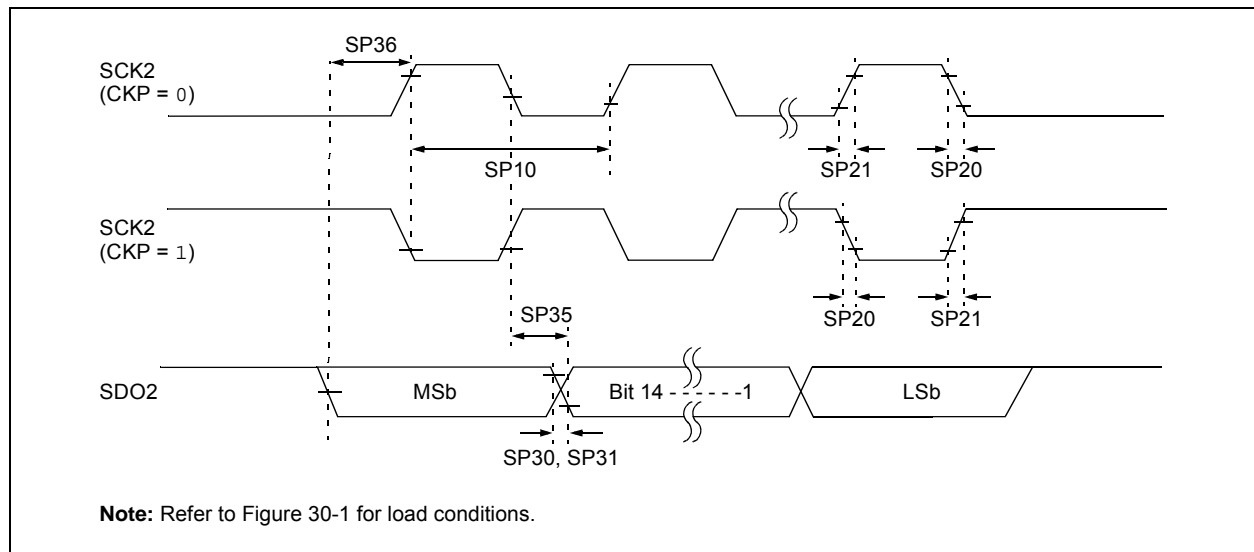 SP36
SCK2
(CKP = 0)
SP10
SP21
SP20
SCK2
(CKP = 1)
SP35
SP20
SP21
SDO2
MSb
Bit 14 - - - - - -1
LSb
SP30, SP31
Note: Refer to Figure 30-1 for load conditions.